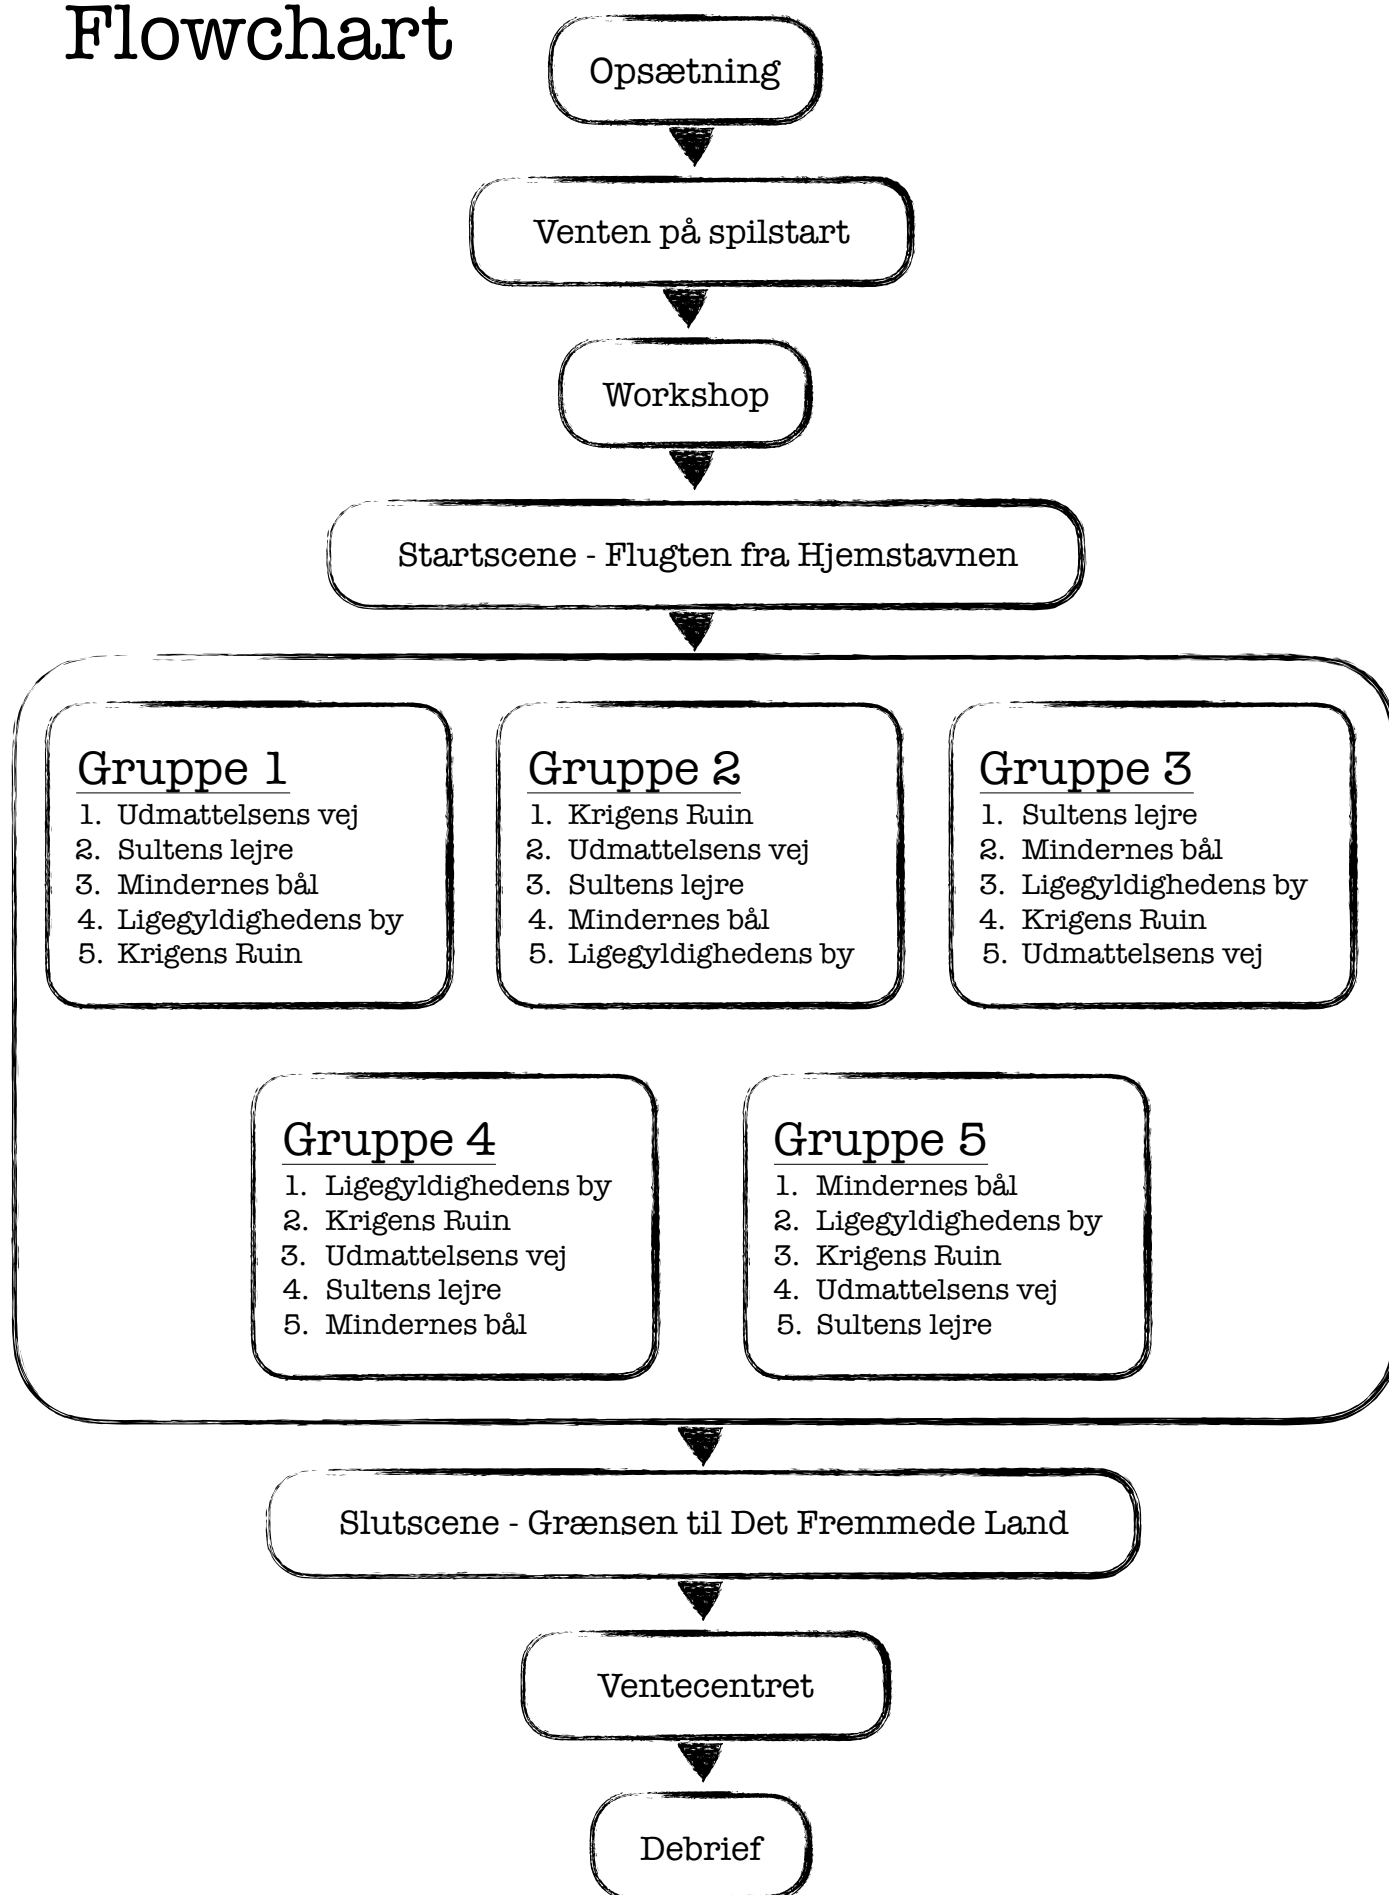 Flowchart
Opsætning
Venten på spilstart
Workshop
Startscene - Flugten fra Hjemstavnen
Gruppe 1
1. Udmattelsens vej
2. Sultens lejre
3. Mindernes bål
4. Ligegyldighedens by
5. Krigens Ruin
Gruppe 2
1. Krigens Ruin
2. Udmattelsens vej
3. Sultens lejre
4. Mindernes bål
5. Ligegyldighedens by
Gruppe 3
1. Sultens lejre
2. Mindernes bål
3. Ligegyldighedens by
4. Krigens Ruin
5. Udmattelsens vej
Gruppe 4
1. Ligegyldighedens by
2. Krigens Ruin
3. Udmattelsens vej
4. Sultens lejre
5. Mindernes bål
Gruppe 5
1. Mindernes bål
2. Ligegyldighedens by
3. Krigens Ruin
4. Udmattelsens vej
5. Sultens lejre
Slutscene - Grænsen til Det Fremmede Land
Ventecentret
Debrief